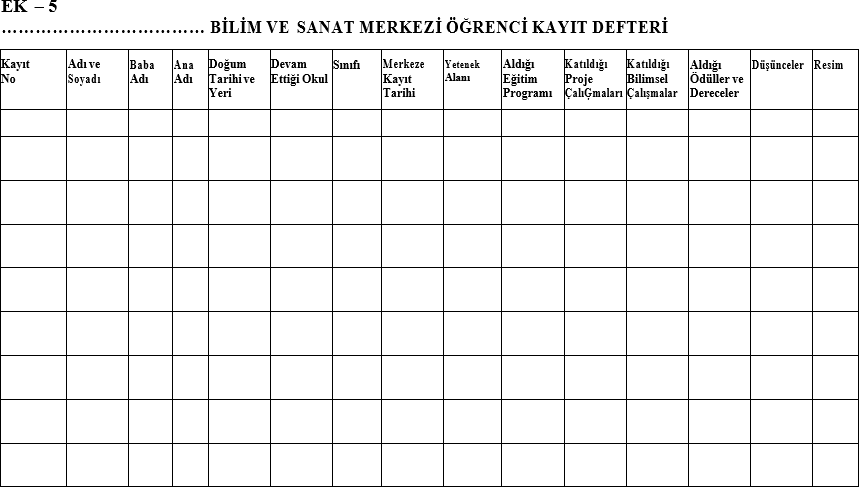 EK – 5
……………………………… BİLİM VE SANAT MERKEZİ ÖĞRENCİ KAYIT DEFTERİ
Kayıt No
Adı ve Soyadı
Baba Adı
Ana Adı
Doğum Tarihi ve Yeri
Devam Ettiği Okul
Sınıfı
Merkeze Kayıt Tarihi
Yetenek Alanı
Aldığı Eğitim Programı
Katıldığı Proje ÇalıĢmaları
Katıldığı Bilimsel Çalışmalar
Aldığı Ödüller ve Dereceler
Düşünceler
Resim